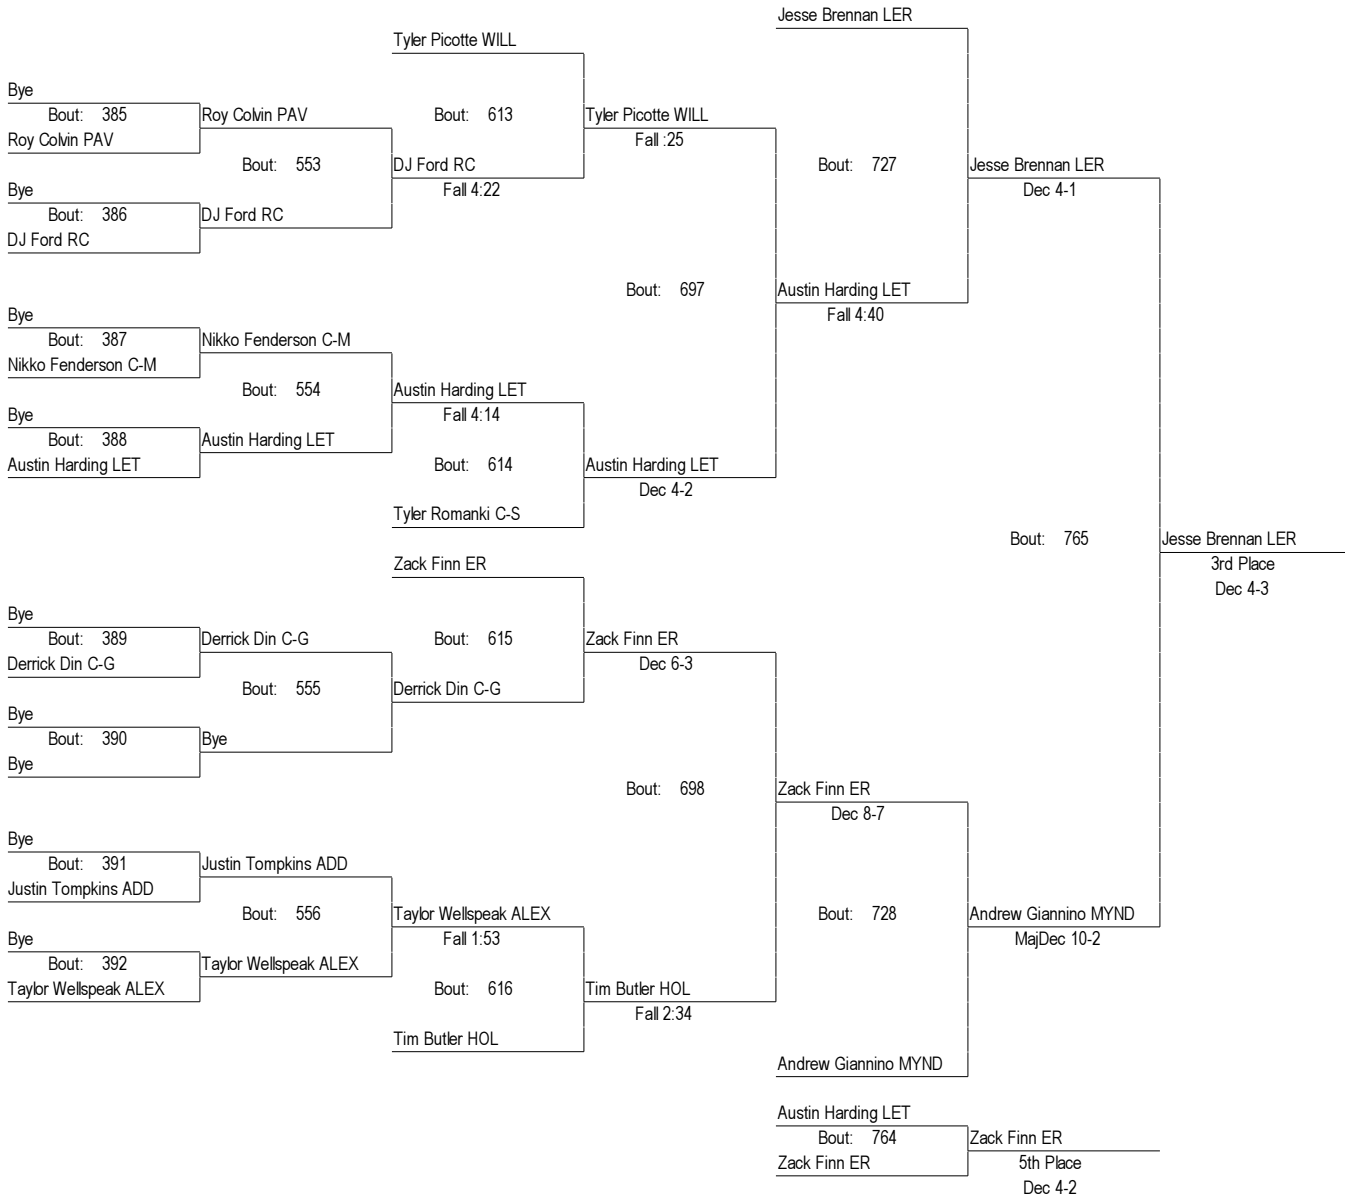 Jesse Brennan LER
Tyler Picotte WILL
Bye
Bout: 385
Roy Colvin PAV
Roy Colvin PAV
Bout: 613
Tyler Picotte WILL
Fall :25
Bout: 553
DJ Ford RC
Fall 4:22
Bout: 727
Jesse Brennan LER
Dec 4-1
Bye
Bout: 386
DJ Ford RC
DJ Ford RC
Bout: 697
Austin Harding LET
Fall 4:40
Bye
Bout: 387
Nikko Fenderson C-M
Nikko Fenderson C-M
Bout: 554
Austin Harding LET
Fall 4:14
Bye
Bout: 388
Austin Harding LET
Austin Harding LET
Bout: 614
Austin Harding LET
Dec 4-2
Tyler Romanki C-S
Bout: 765
Jesse Brennan LER
3rd Place
Dec 4-3
Zack Finn ER
Bye
Bout: 389
Derrick Din C-G
Derrick Din C-G
Bout: 615
Zack Finn ER
Dec 6-3
Bout: 555
Derrick Din C-G
Bye
Bout: 390
Bye
Bye
Bout: 698
Zack Finn ER
Dec 8-7
Bye
Bout: 391
Justin Tompkins ADD
Justin Tompkins ADD
Bout: 556
Taylor Wellspeak ALEX
Fall 1:53
Bout: 728
Andrew Giannino MYND
MajDec 10-2
Bye
Bout: 392
Taylor Wellspeak ALEX
Taylor Wellspeak ALEX
Bout: 616
Tim Butler HOL
Fall 2:34
Tim Butler HOL
Andrew Giannino MYND
Austin Harding LET
Bout: 764
Zack Finn ER
Zack Finn ER
5th Place
Dec 4-2